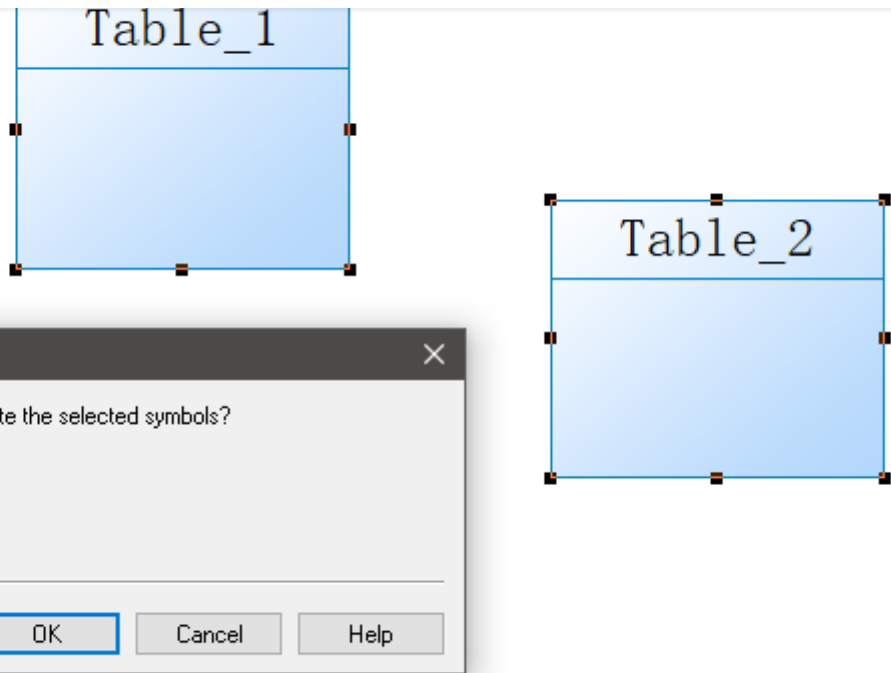 Table_1
Table_2
te the selected symbols?
OK
Cancel
Help